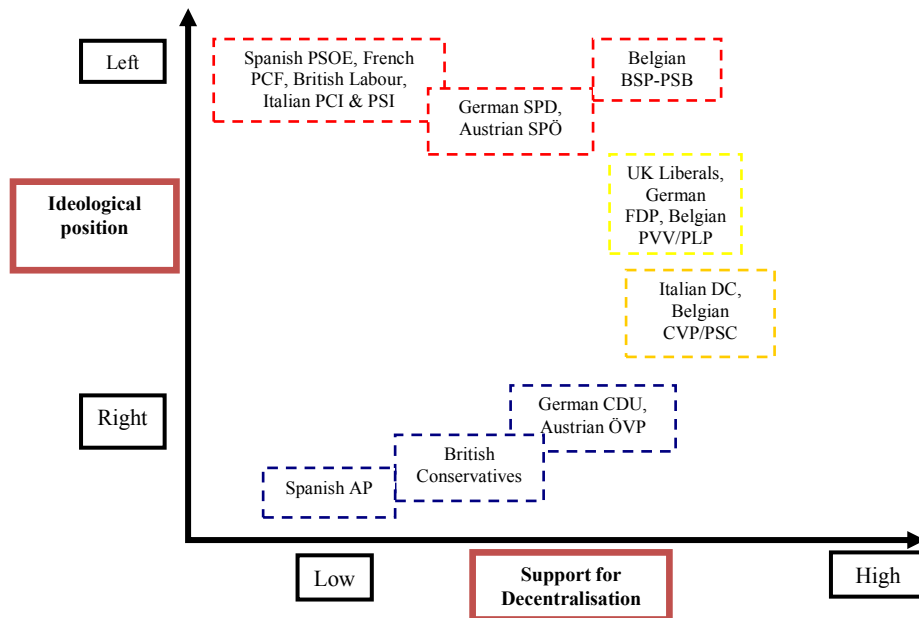 Left
Spanish PSOE, French
PCF, British Labour,
Italian PCI & PSI
Belgian
BSP-PSB
German SPD,
Austrian SPÖ
UK Liberals,
German
FDP, Belgian
PVV/PLP
Ideological
position
Italian DC,
Belgian
CVP/PSC
Right
German CDU,
Austrian ÖVP
British
Conservatives
Spanish AP
Low
Support for
Decentralisation
High